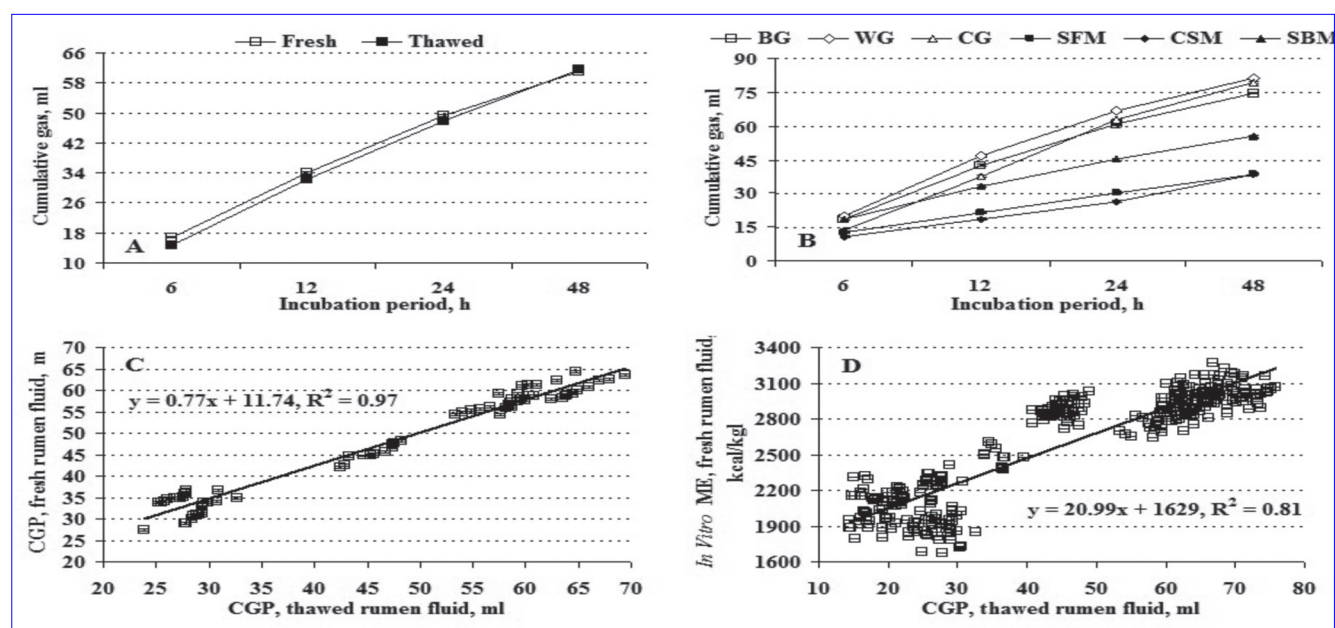 Fresh Thawed
66
58
50
42
34
26
18
10
Cumulative gas, ml
A
6 12 24 48
Incubation period, h
BG WG CG SFM CSM SBM
90
75
60
45
30
15
0
Cumulative gas, ml
B
6 12 24 48
Incubation period, h
70
65
60
55
50
45
40
35
30
25
20
CGP, fresh rumen fluid, m
C
y = 0.77x + 11.74, R² = 0.97
20 25 30 35 40 45 50 55 60 65 70
CGP, thawed rumen fluid, ml
3400
3100
2800
2500
2200
1900
1600
In Vitro ME, fresh rumen fluid,
kcal/kgl
D
y = 20.99x + 1629, R² = 0.81
10 20 30 40 50 60 70 80
CGP, thawed rumen fluid, ml